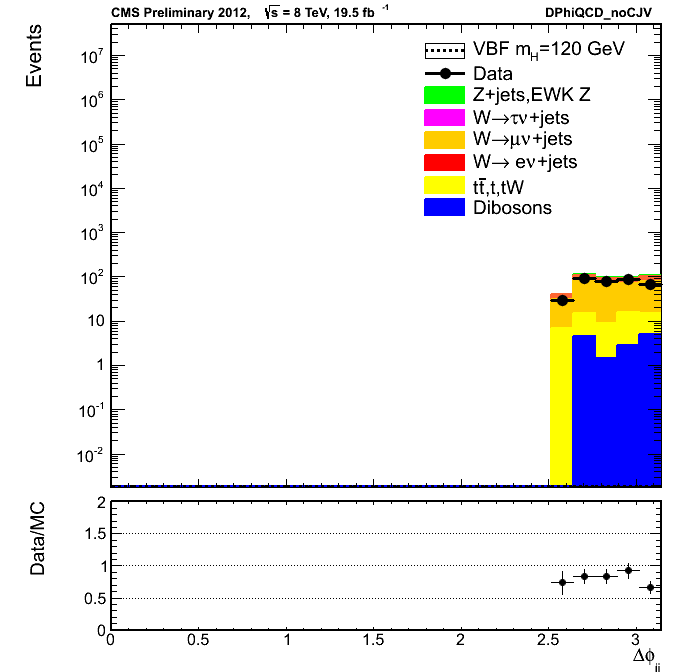 CMS Preliminary 2012, √s = 8 TeV, 19.5 fb⁻¹ DPhiQCD_noCJV
Events
10⁷
10⁶
10⁵
10⁴
10³
10²
10
1
10⁻¹
10⁻²
VBF m_H=120 GeV
Data
Z+jets,EWK Z
W→τν+jets
W→μν+jets
W→ eν+jets
tt̄,t,tW
Dibosons
Data/MC
2
1.5
1
0.5
0
0 0.5 1 1.5 2 2.5 3
Δϕ_jj